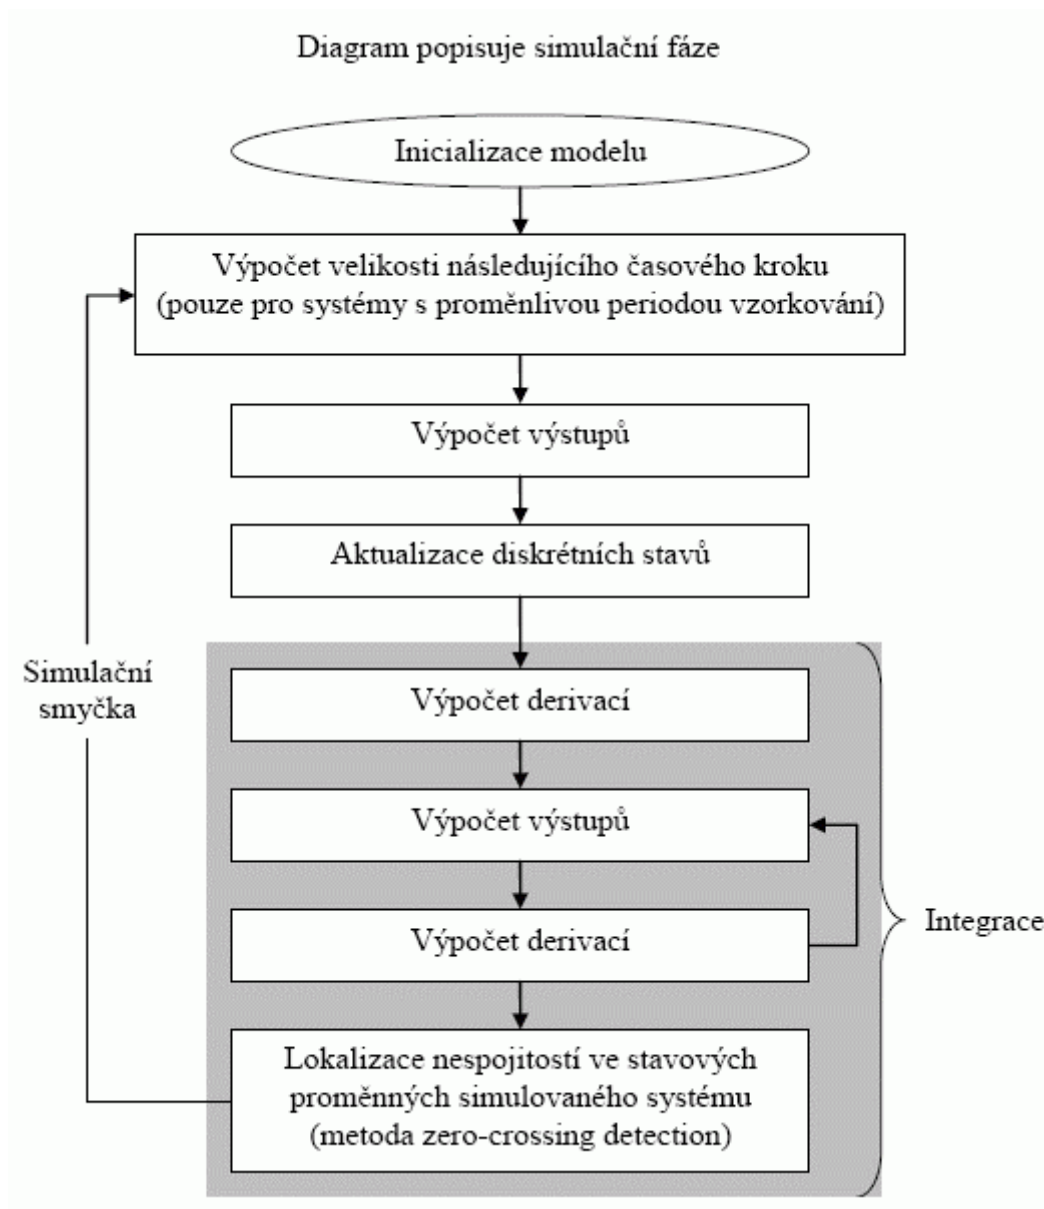 Diagram popisuje simulační fáze
Inicializace modelu
Výpočet velikosti následujícího časového kroku
(pouze pro systémy s proměnlivou periodou vzorkování)
Výpočet výstupů
Aktualizace diskrétních stavů
Simulační
smyčka
Výpočet derivací
Výpočet výstupů
Výpočet derivací
Integrace
Lokalizace nespojitostí ve stavových
proměnných simulovaného systému
(metoda zero-crossing detection)